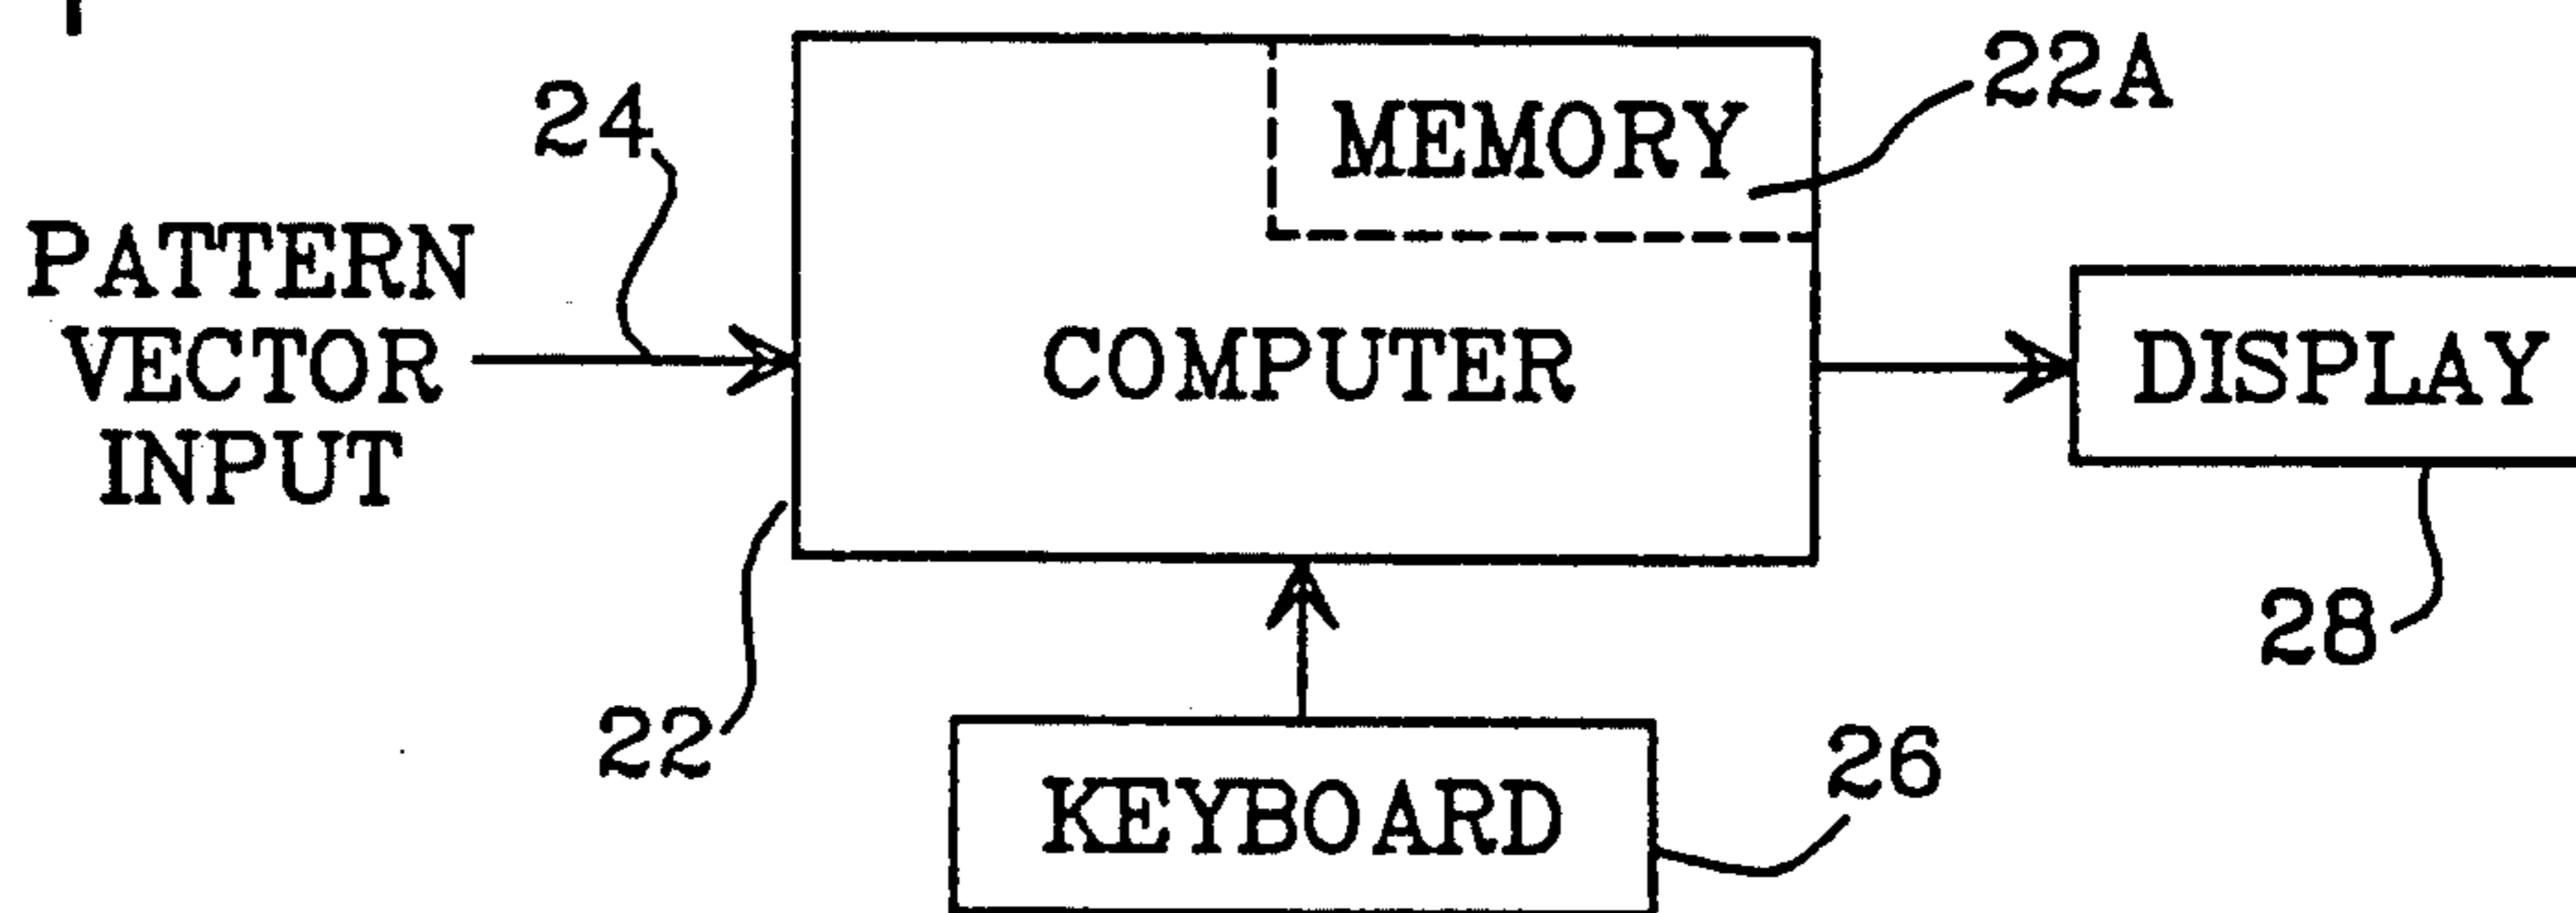 24
22A
MEMORY
PATTERN
VECTOR
INPUT
COMPUTER
DISPLAY
28
22
KEYBOARD
26